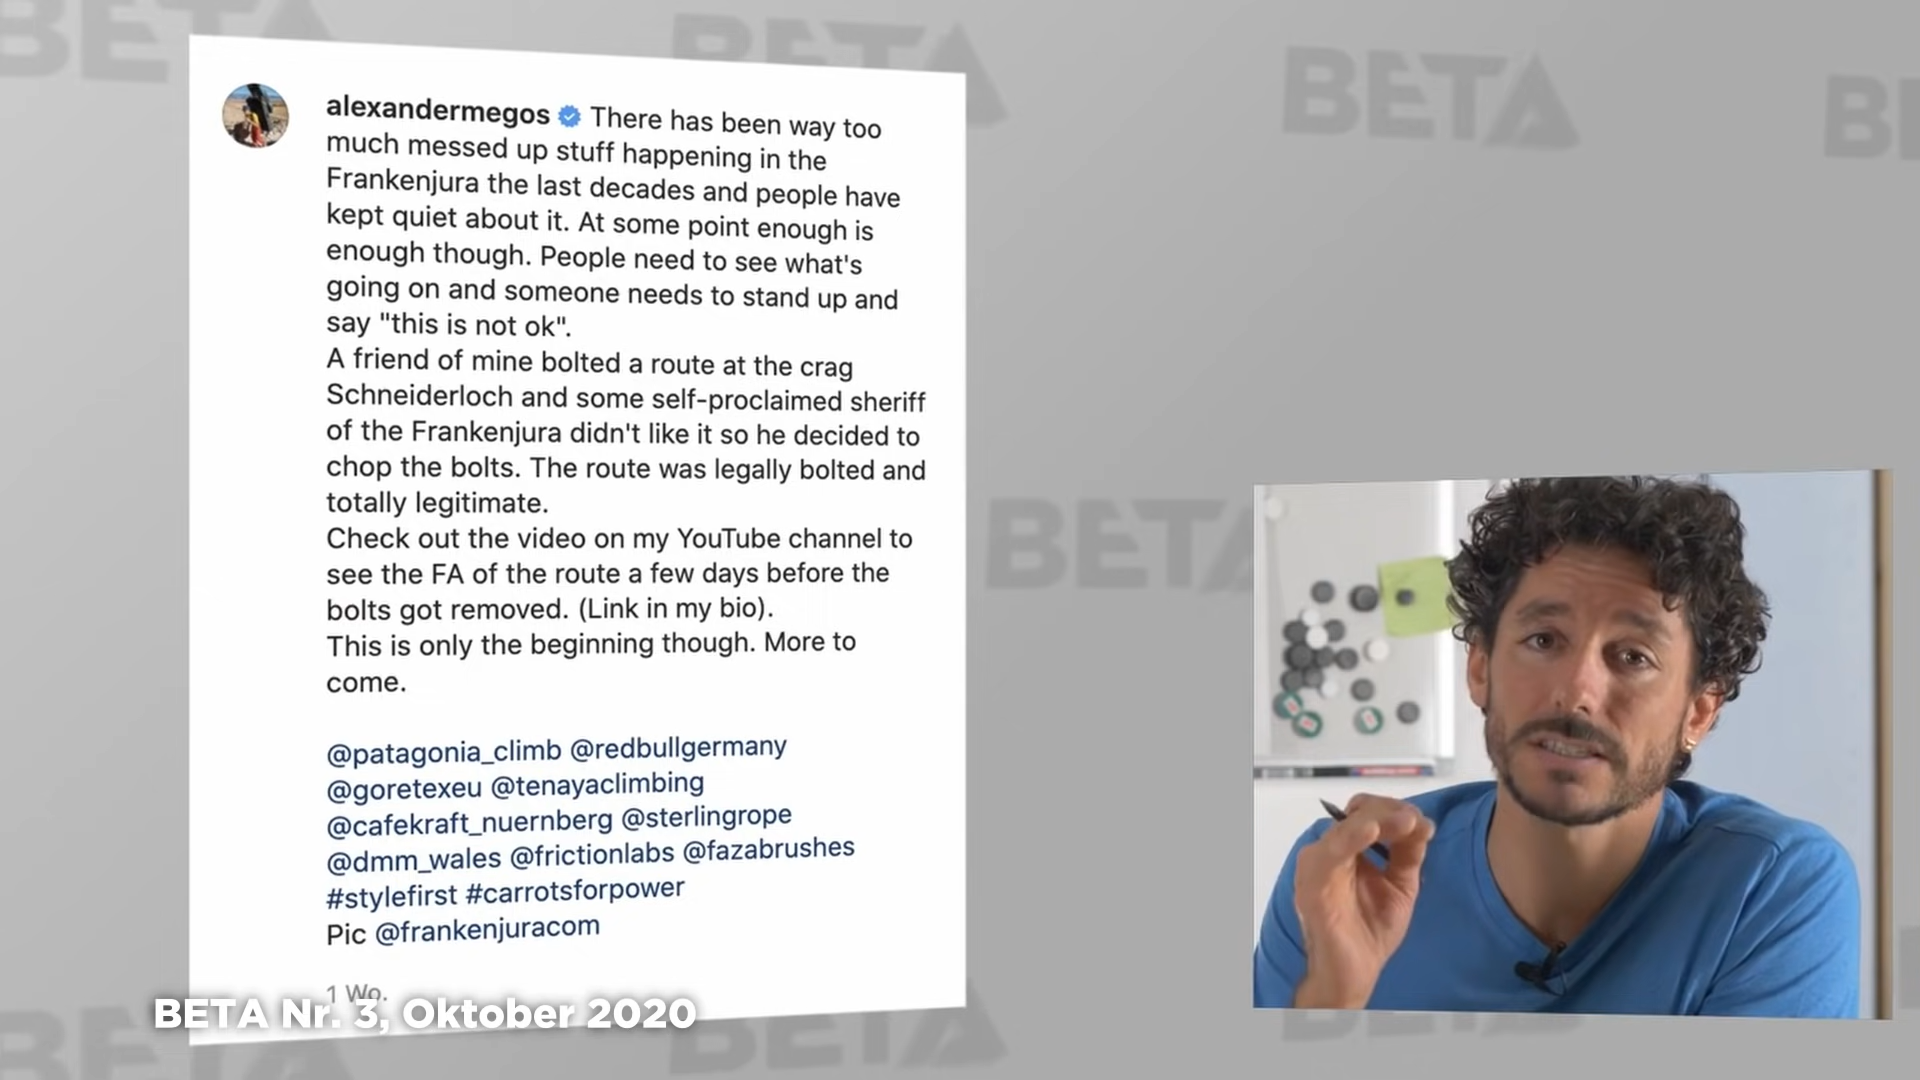 BETA
BETA
BETA
alexandermegos There has been way too
much messed up stuff happening in the
Frankenjura the last decades and people have
kept quiet about it. At some point enough is
enough though. People need to see what's
going on and someone needs to stand up and
say "this is not ok".
A friend of mine bolted a route at the crag
Schneiderloch and some self-proclaimed sheriff
of the Frankenjura didn't like it so he decided to
chop the bolts. The route was legally bolted and
totally legitimate.
Check out the video on my YouTube channel to
see the FA of the route a few days before the
bolts got removed. (Link in my bio).
This is only the beginning though. More to
come.
@patagonia_climb @redbullgermany
@goretexeu @tenayaclimbing
@cafekraft_nuernberg @sterlingrope
@dmm_wales @frictionlabs @fazabrushes
#stylefirst #carrotsforpower
Pic @frankenjuracom
1 Wo.
BETA
BETA Nr. 3, Oktober 2020
BETA
BETA